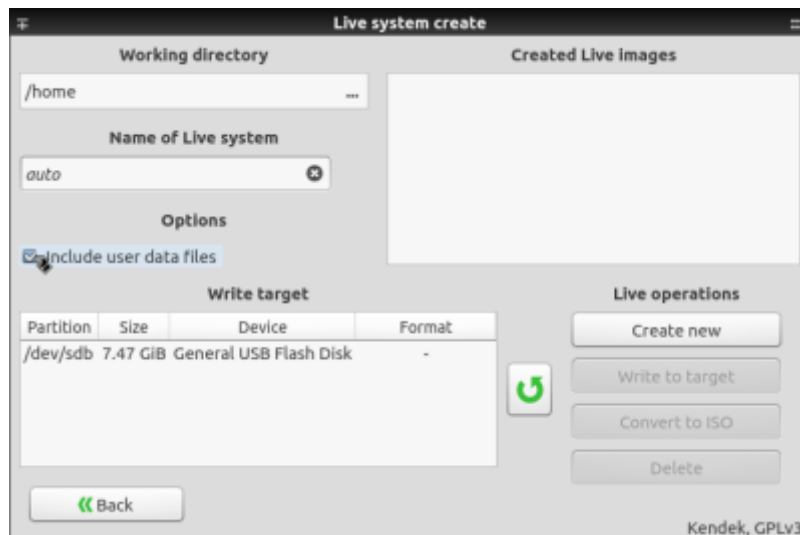 Live system create
Working directory
/home
...
Name of Live system
auto
Options
Include user data files
Created Live images
Write target
Partition Size Device Format
/dev/sdb 7.47 GiB General USB Flash Disk -
Live operations
Create new
Write to target
Convert to ISO
Delete
Back
Kendek, GPLv3